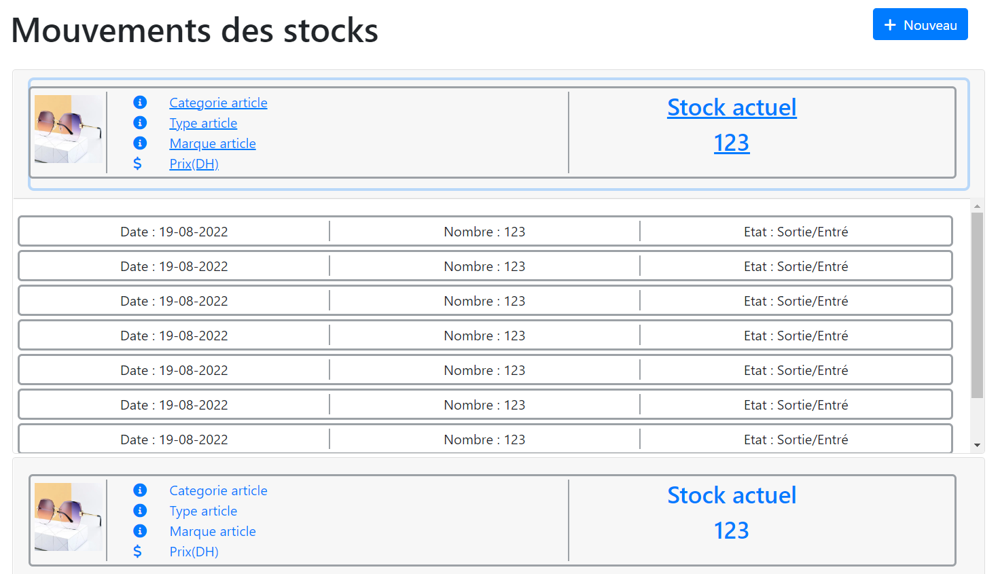 Mouvements des stocks
Nouveau
Categorie article
Type article
Marque article
Prix(DH)
Stock actuel
123
Date : 19-08-2022 Nombre : 123 Etat : Sortie/Entré
Date : 19-08-2022 Nombre : 123 Etat : Sortie/Entré
Date : 19-08-2022 Nombre : 123 Etat : Sortie/Entré
Date : 19-08-2022 Nombre : 123 Etat : Sortie/Entré
Date : 19-08-2022 Nombre : 123 Etat : Sortie/Entré
Date : 19-08-2022 Nombre : 123 Etat : Sortie/Entré
Date : 19-08-2022 Nombre : 123 Etat : Sortie/Entré
Categorie article
Type article
Marque article
Prix(DH)
Stock actuel
123